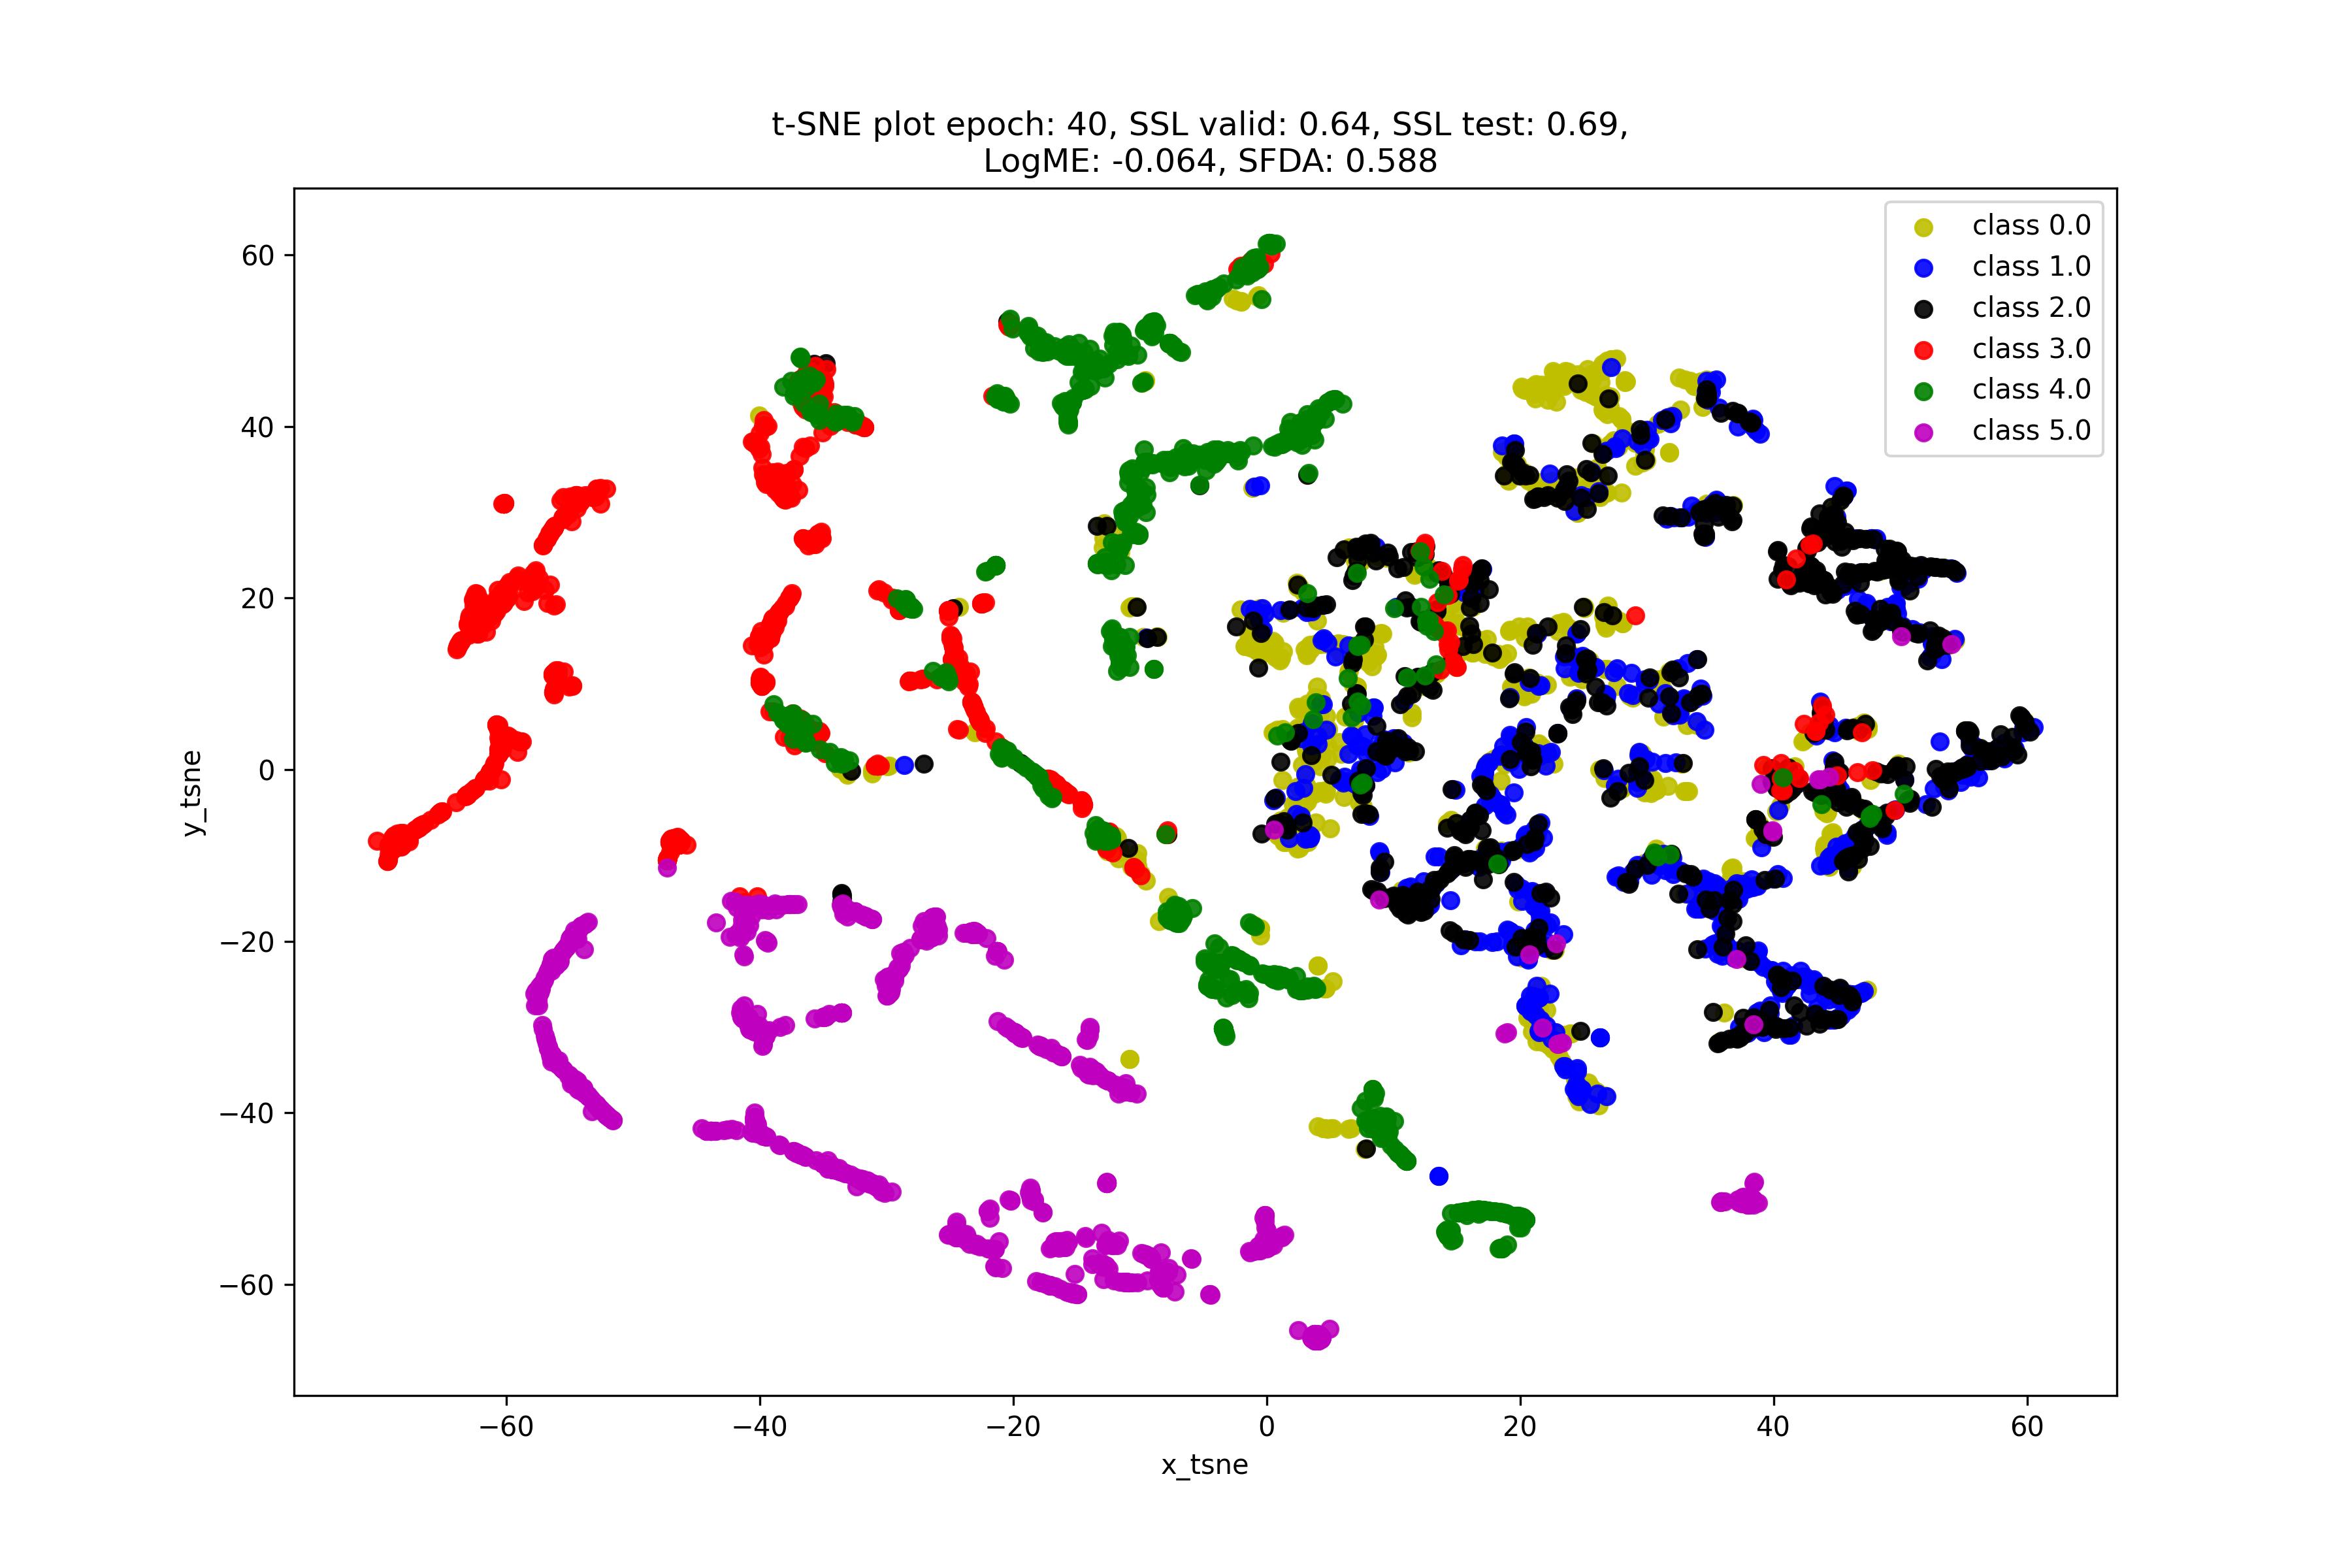 t-SNE plot epoch: 40, SSL valid: 0.64, SSL test: 0.69,
LogME: -0.064, SFDA: 0.588
class 0.0
class 1.0
class 2.0
class 3.0
class 4.0
class 5.0
y_tsne
60
40
20
0
−20
−40
−60
−60
−40
−20
0
20
40
60
x_tsne